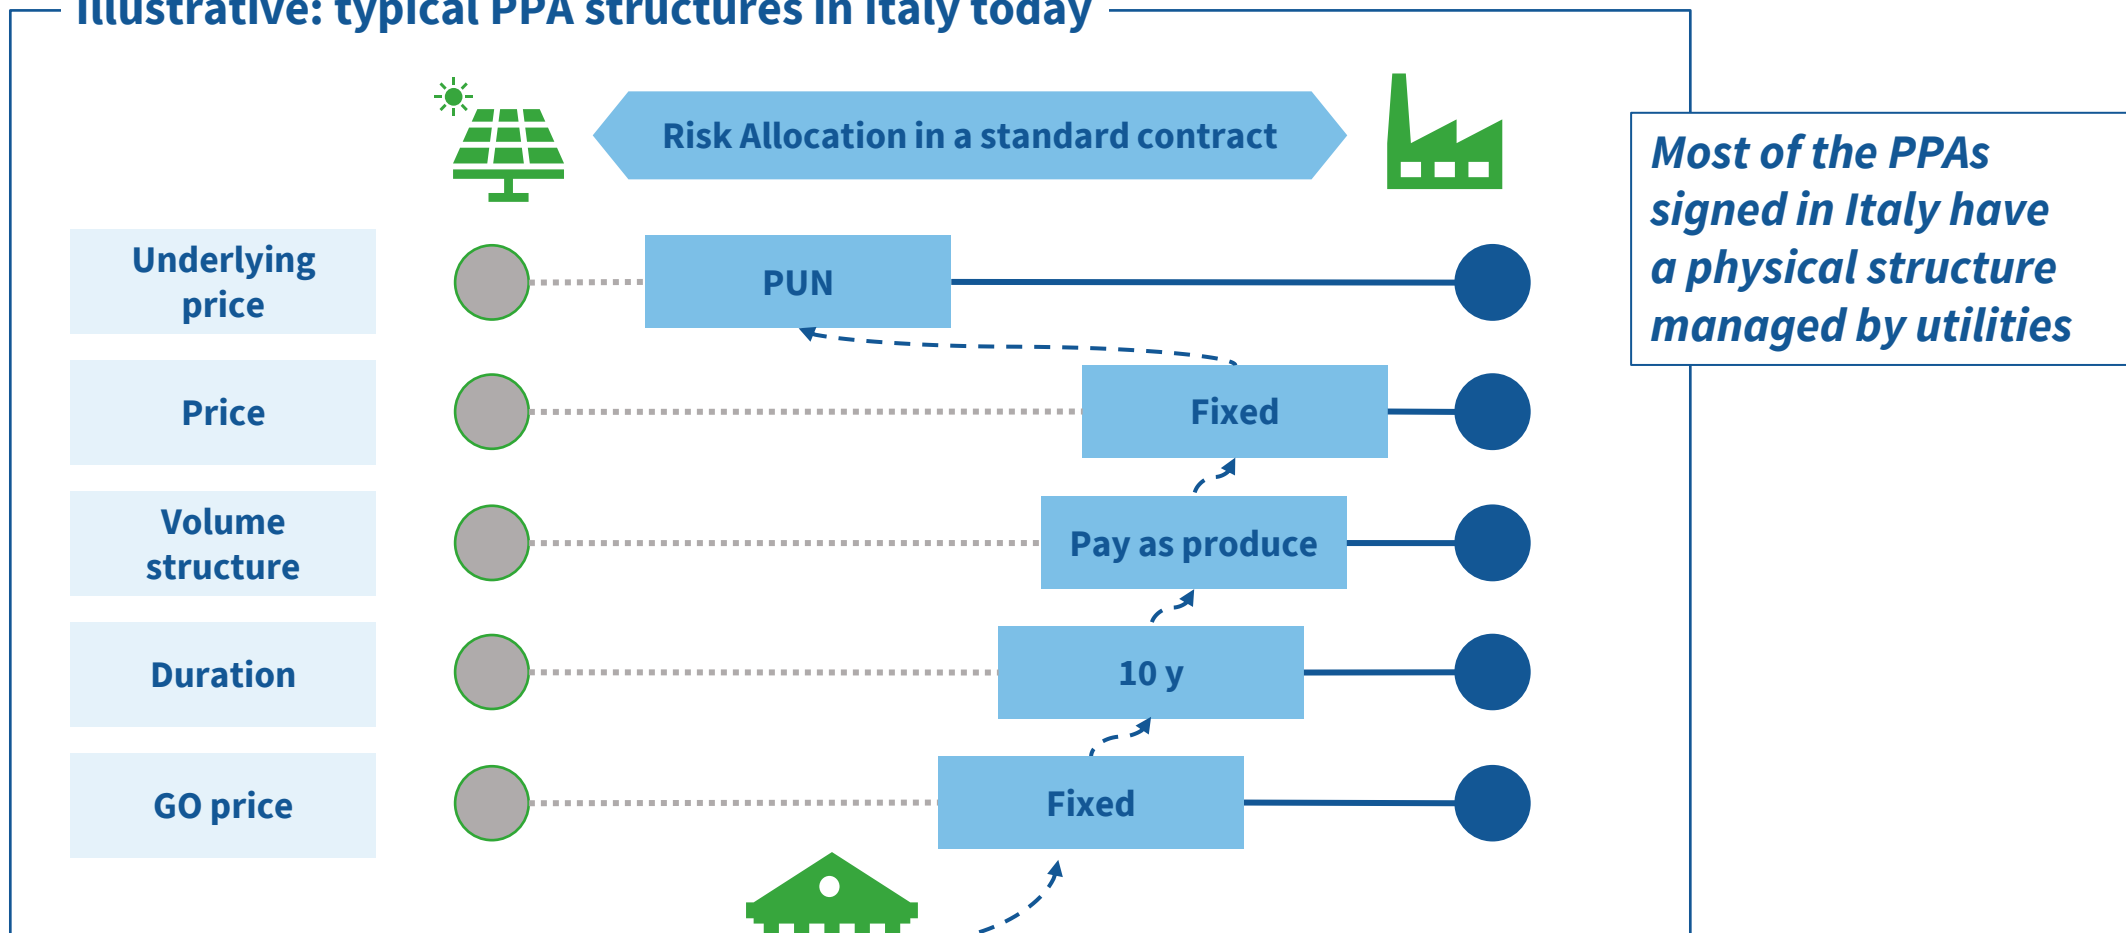 Illustrative: typical PPA structures in Italy today
Risk Allocation in a standard contract
Most of the PPAs
signed in Italy have
a physical structure
managed by utilities
Underlying
price
PUN
Price
Fixed
Volume
structure
Pay as produce
Duration
10 y
GO price
Fixed